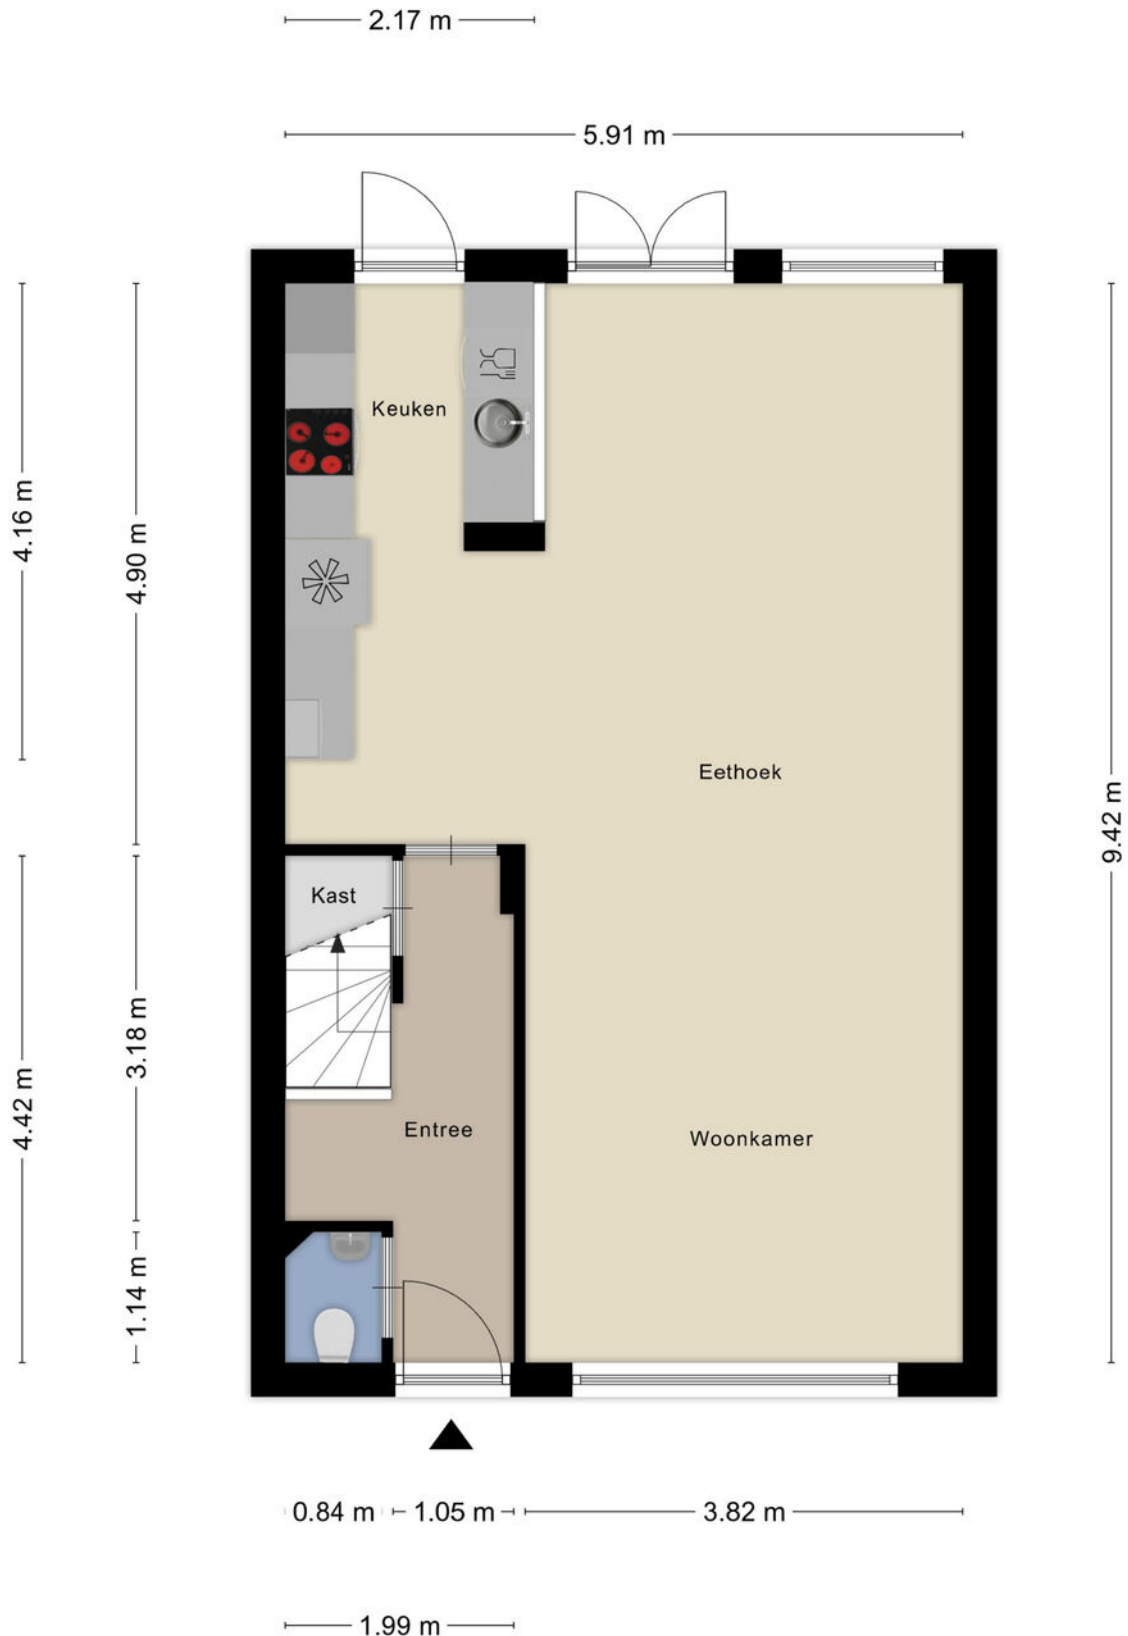 2.17 m
5.91 m
Keuken
4.16 m
4.90 m
Eethoek
9.42 m
Kast
3.18 m
4.42 m
Entree
Woonkamer
1.14 m
0.84 m
1.05 m
3.82 m
1.99 m